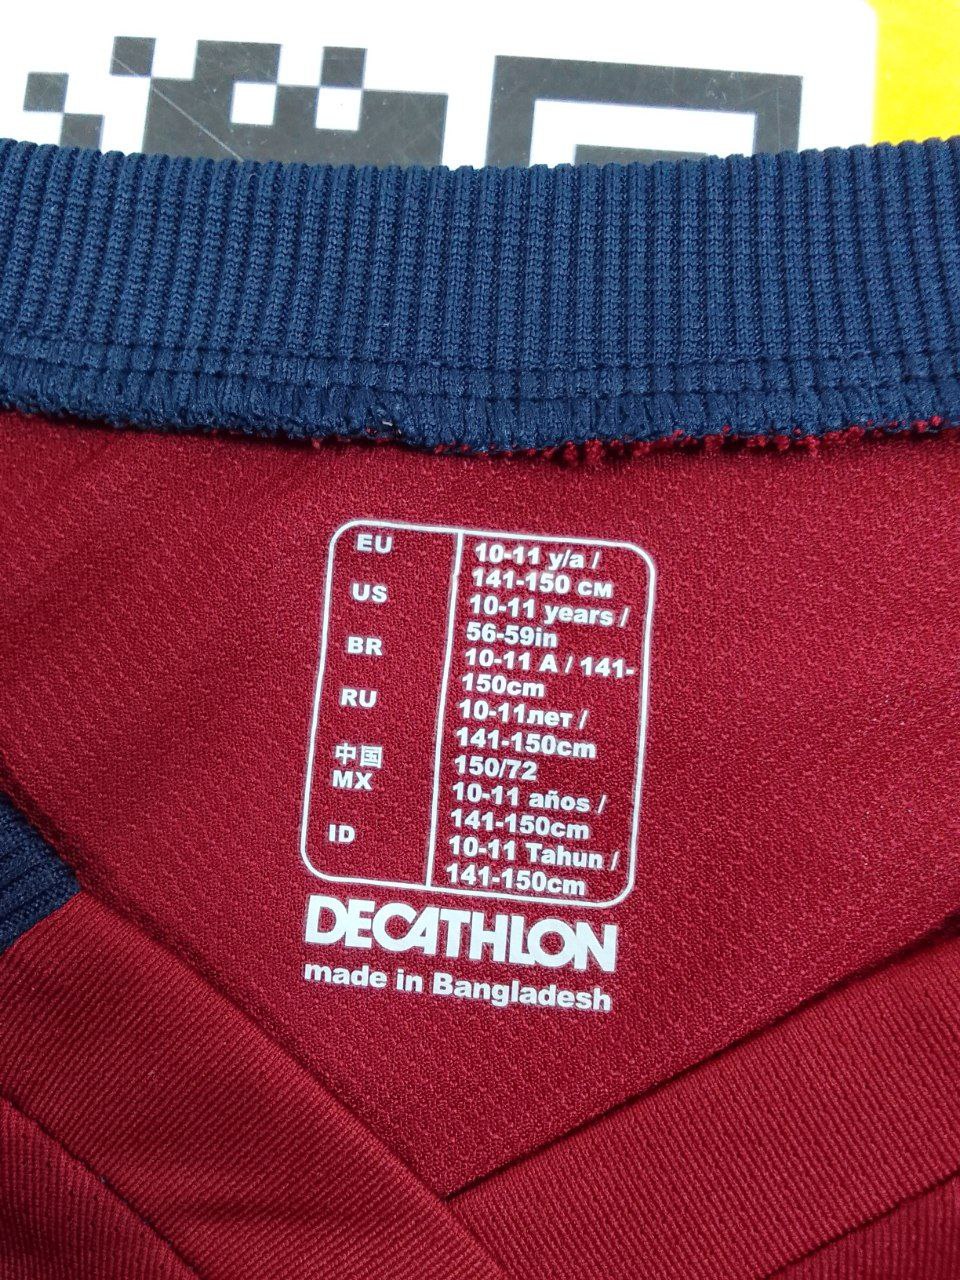 EU 10-11 y/a /
141-150 см
US 10-11 years /
56-59in
BR 10-11 A / 141-
150cm
RU 10-11лет /
141-150cm
中国 150/72
MX 10-11 años /
141-150cm
ID 10-11 Tahun /
141-150cm
DECATHLON
made in Bangladesh